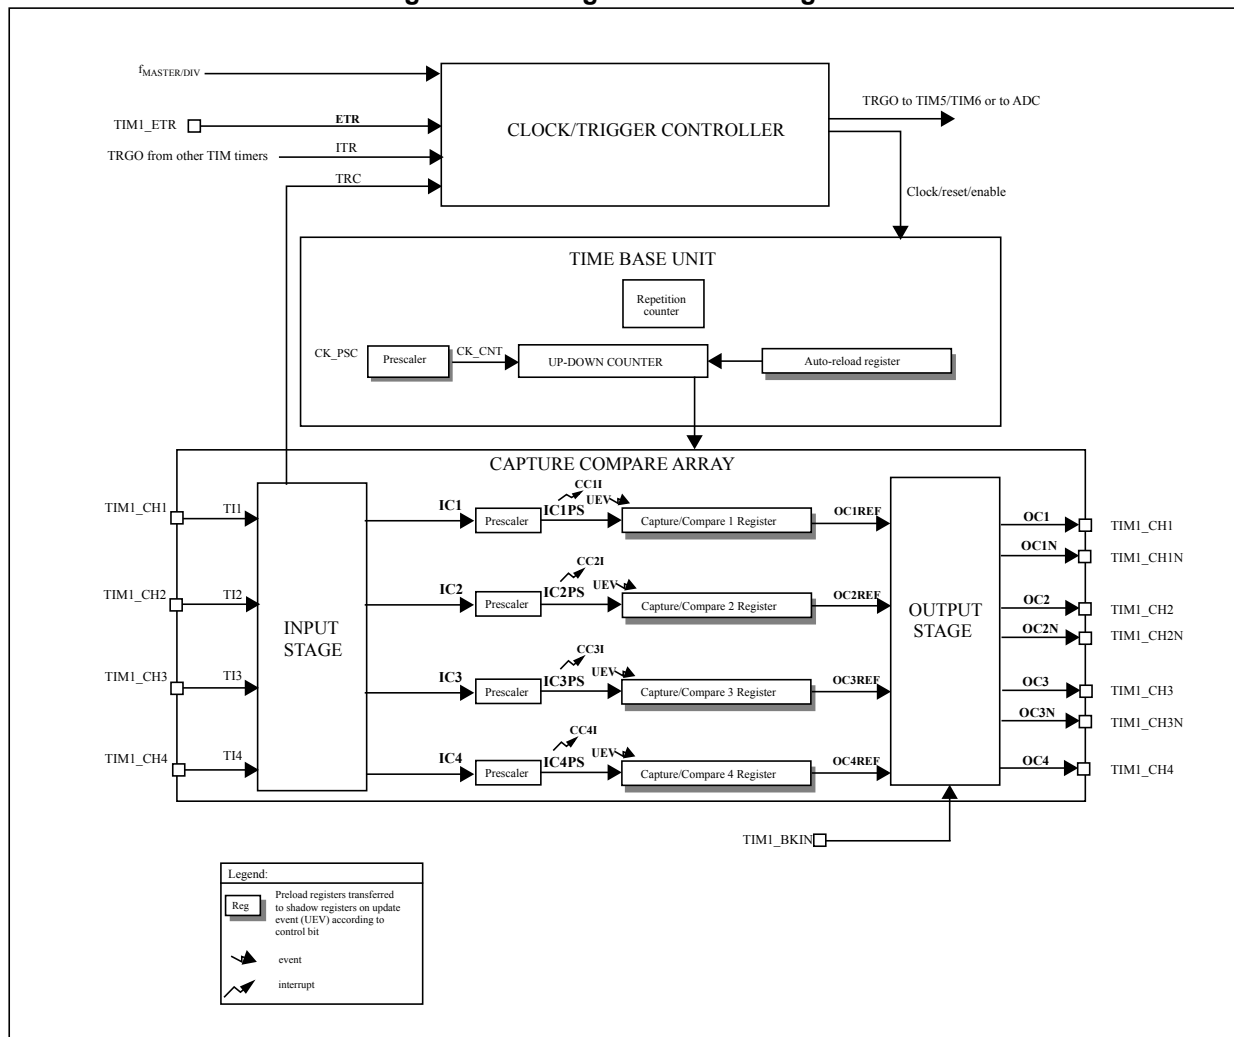 fMASTER/DIV
TIM1_ETR
ETR
TRGO from other TIM timers
ITR
TRC
CLOCK/TRIGGER CONTROLLER
TRGO to TIM5/TIM6 or to ADC
Clock/reset/enable
TIME BASE UNIT
Repetition
counter
CK_PSC
Prescaler
CK_CNT
UP-DOWN COUNTER
Auto-reload register
CAPTURE COMPARE ARRAY
TIM1_CH1
TI1
IC1
Prescaler
IC1PS
CC1I
UEV
Capture/Compare 1 Register
OC1REF
OC1
TIM1_CH1
OC1N
TIM1_CH1N
TIM1_CH2
TI2
IC2
Prescaler
IC2PS
CC2I
UEV
Capture/Compare 2 Register
OC2REF
OC2
TIM1_CH2
OC2N
TIM1_CH2N
INPUT
STAGE
OUTPUT
STAGE
TIM1_CH3
TI3
IC3
Prescaler
IC3PS
CC3I
UEV
Capture/Compare 3 Register
OC3REF
OC3
TIM1_CH3
OC3N
TIM1_CH3N
TIM1_CH4
TI4
IC4
Prescaler
IC4PS
CC4I
UEV
Capture/Compare 4 Register
OC4REF
OC4
TIM1_CH4
TIM1_BKIN
Legend:
Reg
Preload registers transferred
to shadow registers on update
event (UEV) according to
control bit
event
interrupt